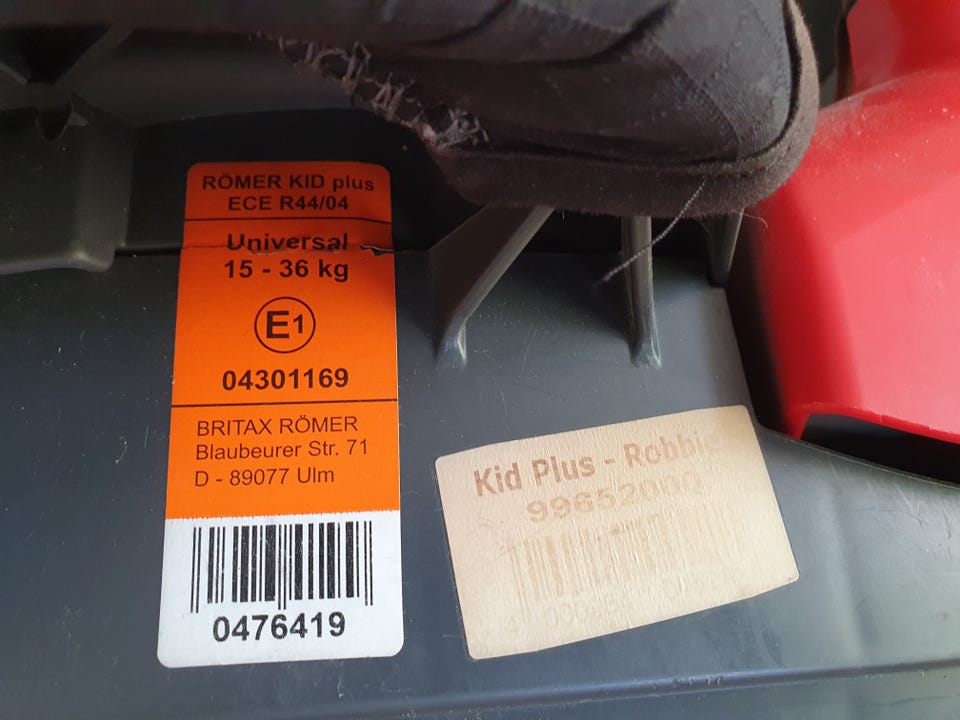 RÖMER KID plus
ECE R44/04
Universal
15 - 36 kg
E1
04301169
BRITAX RÖMER
Blaubeurer Str. 71
D - 89077 Ulm
0476419
Kid Plus - Robbie
99652000